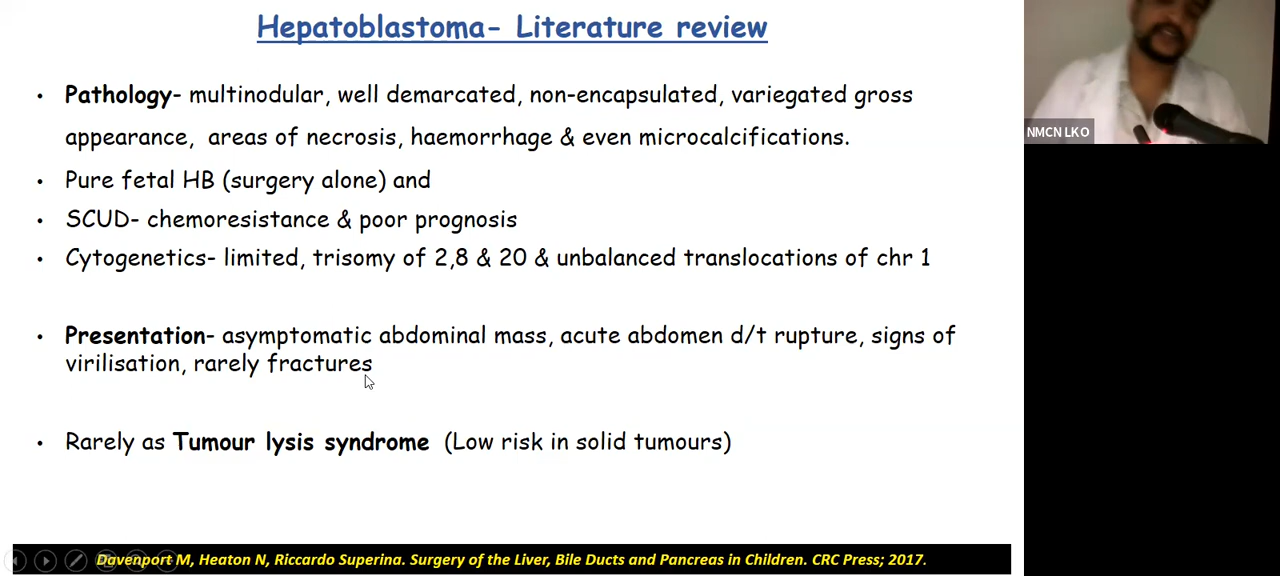 Hepatoblastoma- Literature review
• Pathology- multinodular, well demarcated, non-encapsulated, variegated gross
appearance, areas of necrosis, haemorrhage & even microcalcifications.
• Pure fetal HB (surgery alone) and
• SCUD- chemoresistance & poor prognosis
• Cytogenetics- limited, trisomy of 2,8 & 20 & unbalanced translocations of chr 1
• Presentation- asymptomatic abdominal mass, acute abdomen d/t rupture, signs of
virilisation, rarely fractures
• Rarely as Tumour lysis syndrome (Low risk in solid tumours)
Davenport M, Heaton N, Riccardo Superina. Surgery of the Liver, Bile Ducts and Pancreas in Children. CRC Press; 2017.
NMCN LKO